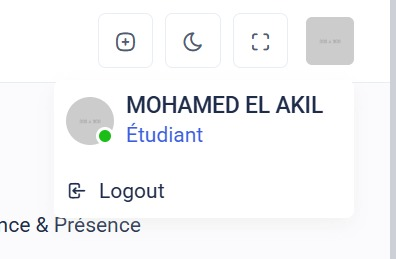 MOHAMED EL AKIL
Étudiant
Logout
nce & Présence